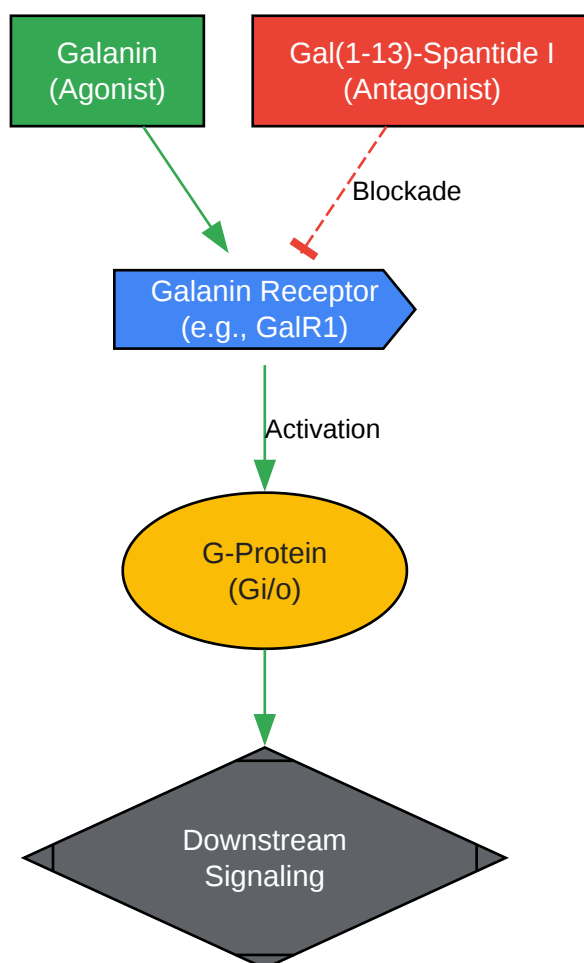 Galanin
(Agonist)
Gal(1-13)-Spantide I
(Antagonist)
Blockade
Galanin Receptor
(e.g., GalR1)
Activation
G-Protein
(Gi/o)
Downstream
Signaling